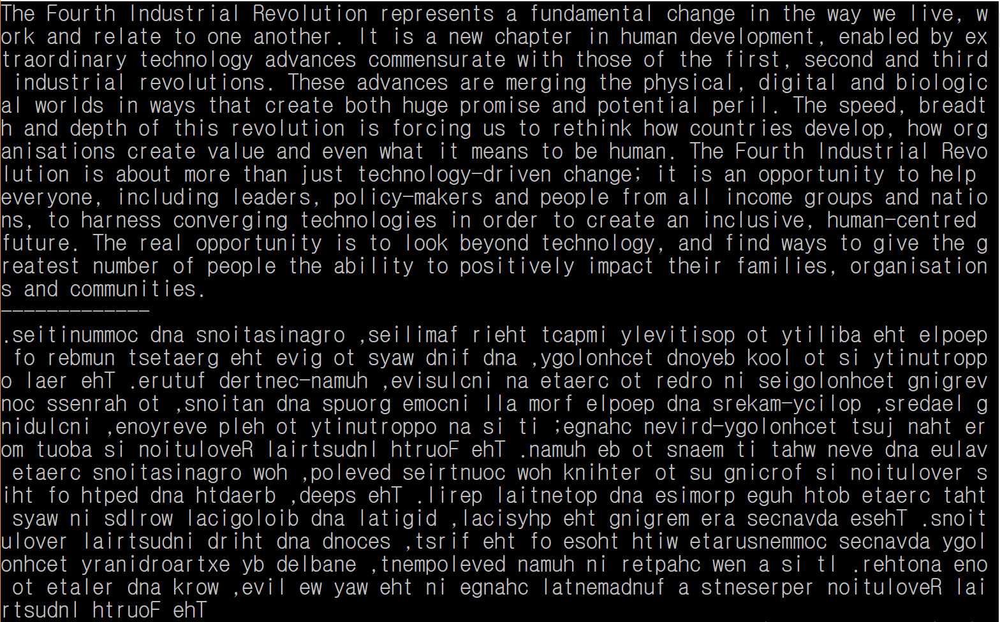 The Fourth Industrial Revolution represents a fundamental change in the way we live, w
ork and relate to one another. It is a new chapter in human development, enabled by ex
traordinary technology advances commensurate with those of the first, second and third
 industrial revolutions. These advances are merging the physical, digital and biologic
al worlds in ways that create both huge promise and potential peril. The speed, breadt
h and depth of this revolution is forcing us to rethink how countries develop, how org
anisations create value and even what it means to be human. The Fourth Industrial Revo
lution is about more than just technology-driven change; it is an opportunity to help
everyone, including leaders, policy-makers and people from all income groups and natio
ns, to harness converging technologies in order to create an inclusive, human-centred
future. The real opportunity is to look beyond technology, and find ways to give the g
reatest number of people the ability to positively impact their families, organisation
s and communities.
-------------
.seitinummoc dna snoitasinagro ,seilimaf rieht tcapmi ylevitisop ot ytiliba eht elpoep
 fo rebmun tsetaerg eht evig ot syaw dnif dna ,ygolonhcet dnoyeb kool ot si ytinutropp
o laer ehT .erutuf dertnec-namuh ,evisulcni na etaerc ot redro ni seigolonhcet gnigrev
noc ssenrah ot ,snoitan dna spuorg emocni lla morf elpoep dna srekam-ycilop ,sredael g
nidulcni ,enoyreve pleh ot ytinutroppo na si ti ;egnahc nevird-ygolonhcet tsuj naht er
om tuoba si noituloveR lairtsudnI htruoF ehT .namuh eb ot snaem ti tahw neve dna eulav
 etaerc snoitasinagro woh ,poleved seirtnuoc woh knihter ot su gnicrof si noitulover s
iht fo htped dna htdaerb ,deeps ehT .lirep laitnetop dna esimorp eguh htob etaerc taht
 syaw ni sdlrow lacigoloib dna latigid ,lacisyhp eht gnigrem era secnavda esehT .snoit
ulover lairtsudni driht dna dnoces ,tsrif eht fo esoht htiw etarusnemmoc secnavda ygol
onhcet yranidroartxe yb delbane ,tnempoleved namuh ni retpahc wen a si tI .rehtona eno
 ot etaler dna krow ,evil ew yaw eht ni egnahc latnemadnuf a stneserper noituloveR lai
rtsudnI htruoF ehT